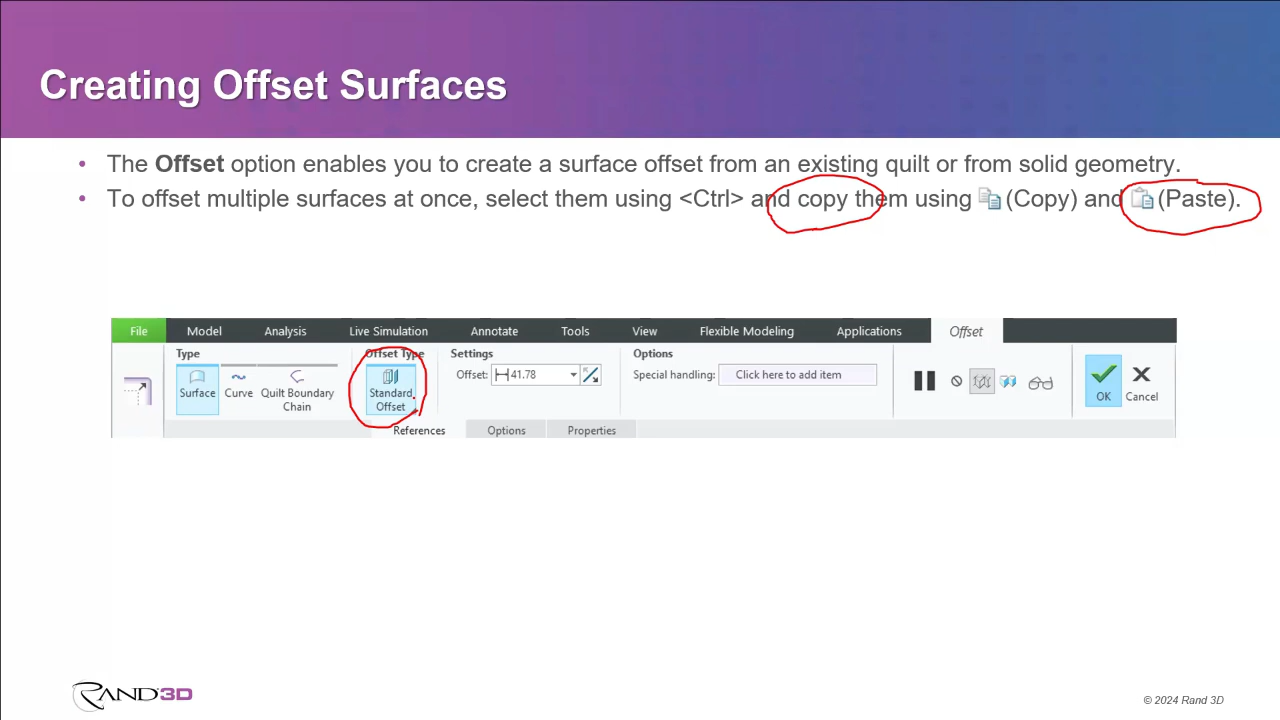 Creating Offset Surfaces
• The Offset option enables you to create a surface offset from an existing quilt or from solid geometry.
• To offset multiple surfaces at once, select them using <Ctrl> and copy them using (Copy) and (Paste).
File Model Analysis Live Simulation Annotate Tools View Flexible Modeling Applications Offset
Type Offset Type Settings Options
Offset: 41.78 Special handling: Click here to add item
Surface Curve Quilt Boundary Chain Standard Offset OK Cancel
References Options Properties
RAND 3D
© 2024 Rand 3D